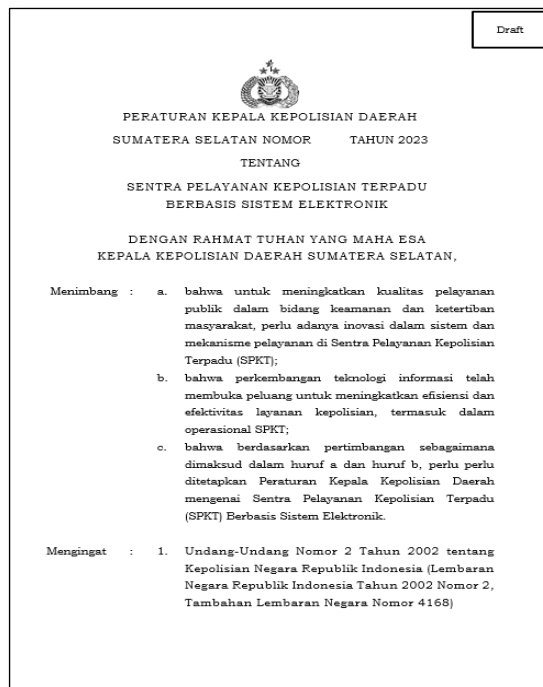 Draft
PERATURAN KEPALA KEPOLISIAN DAERAH
SUMATERA SELATAN NOMOR TAHUN 2023
TENTANG
SENTRA PELAYANAN KEPOLISIAN TERPADU
BERBASIS SISTEM ELEKTRONIK
DENGAN RAHMAT TUHAN YANG MAHA ESA
KEPALA KEPOLISIAN DAERAH SUMATERA SELATAN,
Menimbang : a. bahwa untuk meningkatkan kualitas pelayanan
publik dalam bidang keamanan dan ketertiban
masyarakat, perlu adanya inovasi dalam sistem dan
mekanisme pelayanan di Sentra Pelayanan Kepolisian
Terpadu (SPKT);
b. bahwa perkembangan teknologi informasi telah
membuka peluang untuk meningkatkan efisiensi dan
efektivitas layanan kepolisian, termasuk dalam
operasional SPKT;
c. bahwa berdasarkan pertimbangan sebagaimana
dimaksud dalam huruf a dan huruf b, perlu perlu
ditetapkan Peraturan Kepala Kepolisian Daerah
mengenai Sentra Pelayanan Kepolisian Terpadu
(SPKT) Berbasis Sistem Elektronik.
Mengingat : 1. Undang-Undang Nomor 2 Tahun 2002 tentang
Kepolisian Negara Republik Indonesia (Lembaran
Negara Republik Indonesia Tahun 2002 Nomor 2,
Tambahan Lembaran Negara Nomor 4168)